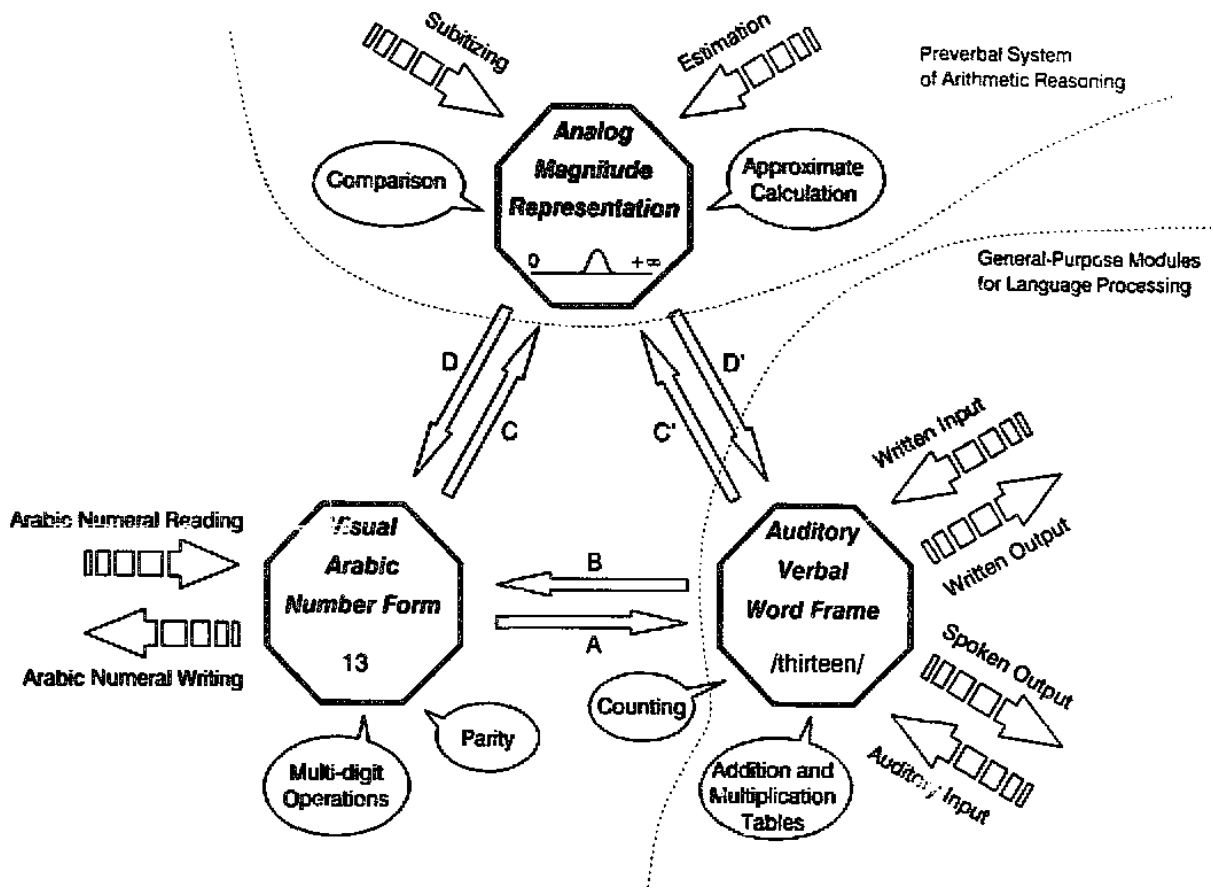 Subitizing
Estimation
Preverbal System
of Arithmetic Reasoning
Analog
Magnitude
Representation
0
+∞
Comparison
Approximate
Calculation
General-Purpose Modules
for Language Processing
D
C
D'
C'
Written Input
Written Output
Arabic Numeral Reading
Arabic Numeral Writing
Visual
Arabic
Number Form
13
B
A
Auditory
Verbal
Word Frame
/thirteen/
Spoken Output
Auditory Input
Counting
Parity
Multi-digit
Operations
Addition and
Multiplication
Tables